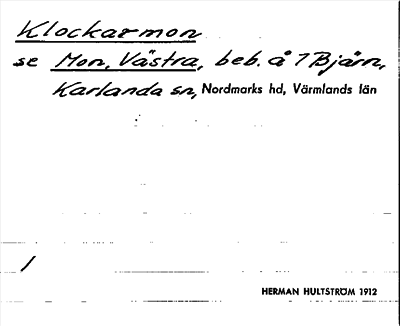 Klockarmon
se Mon, Västra, beb. å 1 Bjärn,
Karlanda sn, Nordmarks hd, Värmlands län
/
HERMAN HULTSTRÖM 1912